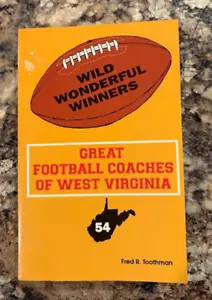 WILD
WONDERFUL
WINNERS
GREAT
FOOTBALL COACHES
OF WEST VIRGINIA
54
Fred R. Toothman